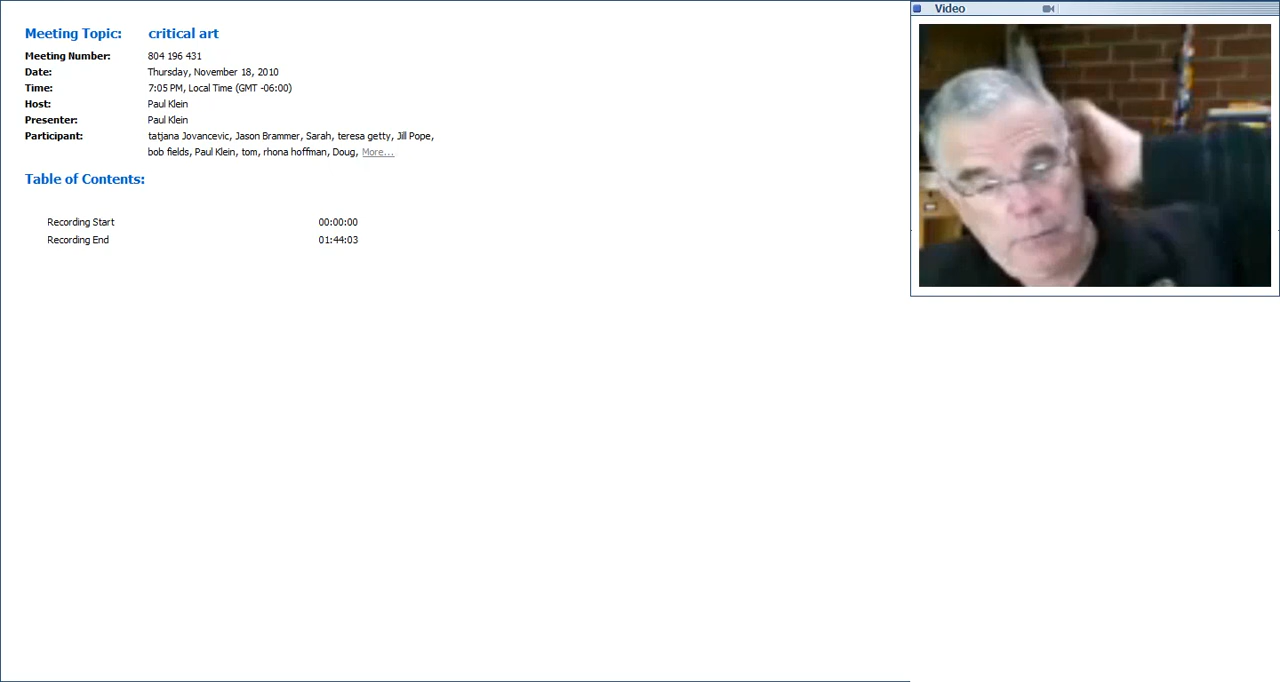 Meeting Topic: critical art
Meeting Number: 804 196 431
Date: Thursday, November 18, 2010
Time: 7:05 PM, Local Time (GMT -06:00)
Host: Paul Klein
Presenter: Paul Klein
Participant: tatjana Jovancevic, Jason Brammer, Sarah, teresa getty, Jill Pope,
bob fields, Paul Klein, tom, rhona hoffman, Doug, More...
Table of Contents:
Recording Start 00:00:00
Recording End 01:44:03
Video